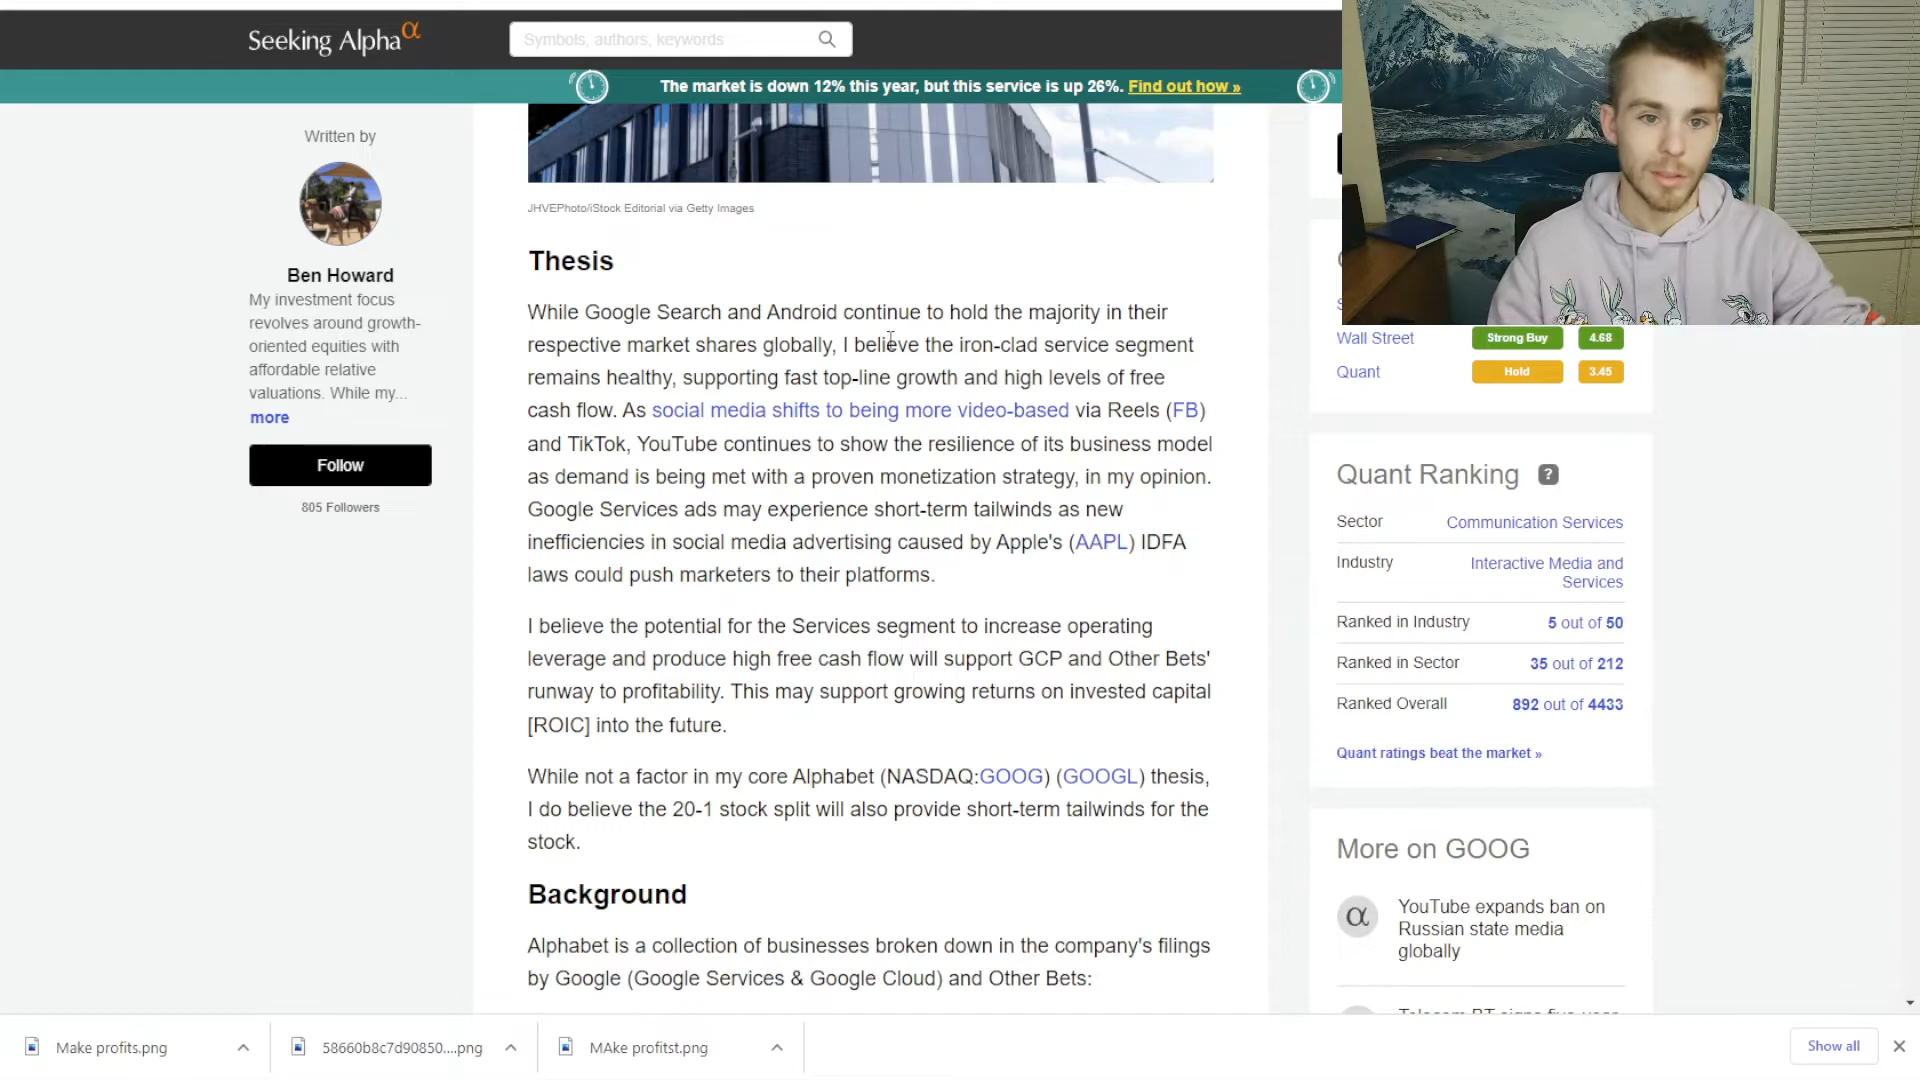 Seeking Alphaα
Symbols, authors, keywords
The market is down 12% this year, but this service is up 26%. Find out how »
Written by
Ben Howard
My investment focus
revolves around growth-
oriented equities with
affordable relative
valuations. While my...
more
Follow
805 Followers
JHVEPhoto/iStock Editorial via Getty Images
Thesis
While Google Search and Android continue to hold the majority in their
respective market shares globally, I believe the iron-clad service segment
remains healthy, supporting fast top-line growth and high levels of free
cash flow. As social media shifts to being more video-based via Reels (FB)
and TikTok, YouTube continues to show the resilience of its business model
as demand is being met with a proven monetization strategy, in my opinion.
Google Services ads may experience short-term tailwinds as new
inefficiencies in social media advertising caused by Apple's (AAPL) IDFA
laws could push marketers to their platforms.
I believe the potential for the Services segment to increase operating
leverage and produce high free cash flow will support GCP and Other Bets'
runway to profitability. This may support growing returns on invested capital
[ROIC] into the future.
While not a factor in my core Alphabet (NASDAQ:GOOG) (GOOGL) thesis,
I do believe the 20-1 stock split will also provide short-term tailwinds for the
stock.
Background
Alphabet is a collection of businesses broken down in the company's filings
by Google (Google Services & Google Cloud) and Other Bets:
Wall Street Strong Buy 4.68
Quant Hold 3.45
Quant Ranking ?
Sector Communication Services
Industry Interactive Media and
Services
Ranked in Industry 5 out of 50
Ranked in Sector 35 out of 212
Ranked Overall 892 out of 4433
Quant ratings beat the market »
More on GOOG
α
YouTube expands ban on
Russian state media
globally
Make profits.png
58660b8c7d90850....png
MAke profitst.png
Show all